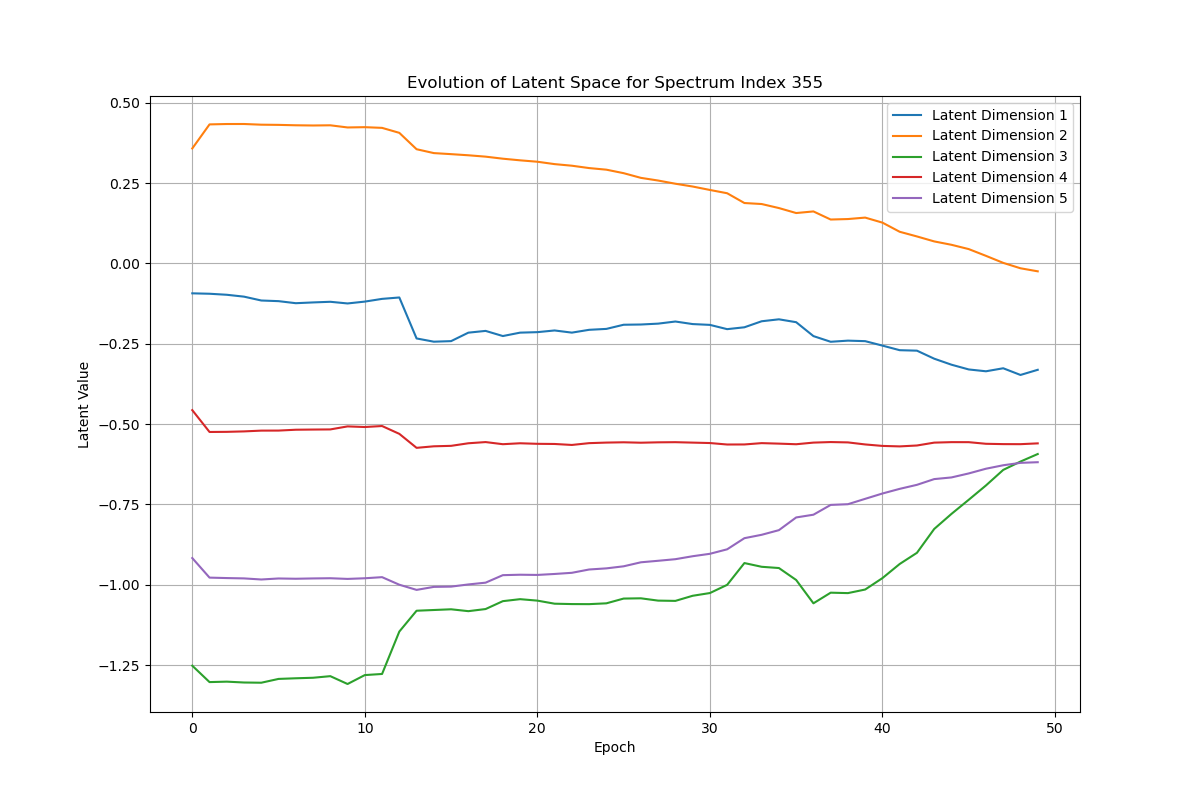 Evolution of Latent Space for Spectrum Index 355
Latent Dimension 1
Latent Dimension 2
Latent Dimension 3
Latent Dimension 4
Latent Dimension 5
Latent Value
0.50
0.25
0.00
−0.25
−0.50
−0.75
−1.00
−1.25
0 10 20 30 40 50
Epoch